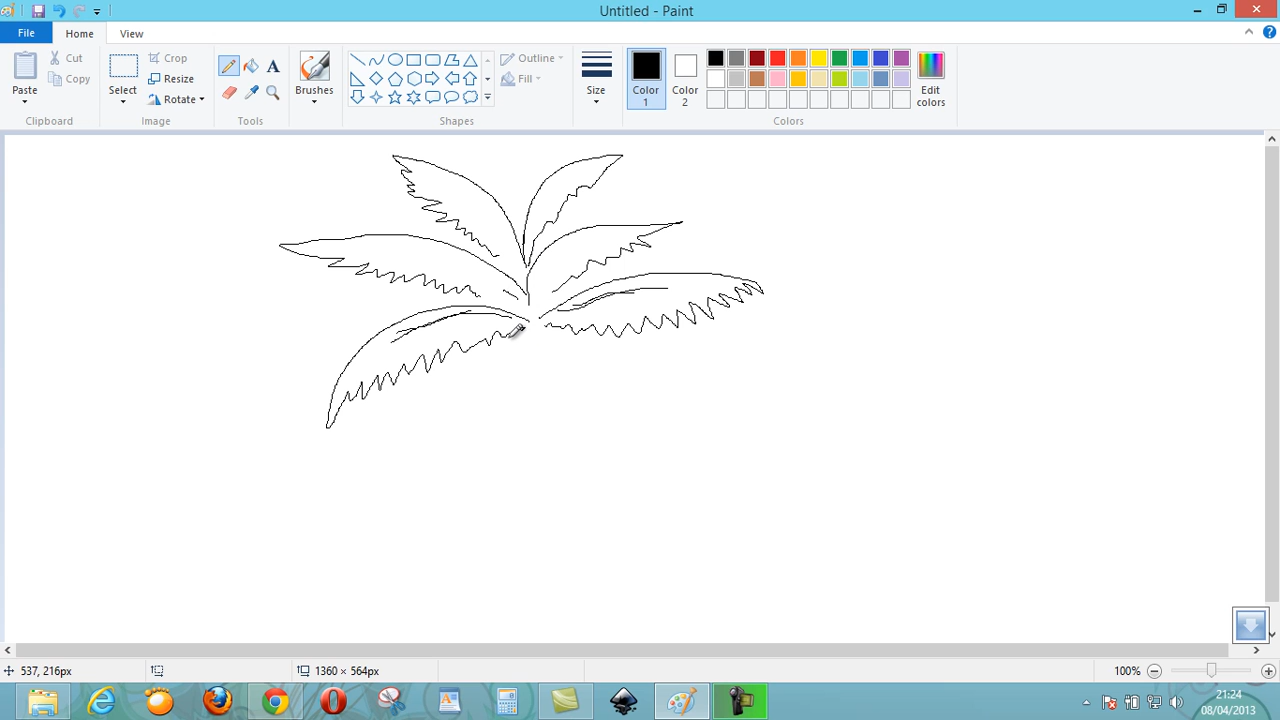 Untitled - Paint
File
Home
View
Paste
Cut
Copy
Clipboard
Select
Crop
Resize
Rotate
Image
A
Tools
Brushes
Shapes
Outline
Fill
Size
Color
1
Color
2
Edit
colors
Colors
537, 216px
1360 × 564px
100%
21:24
08/04/2013